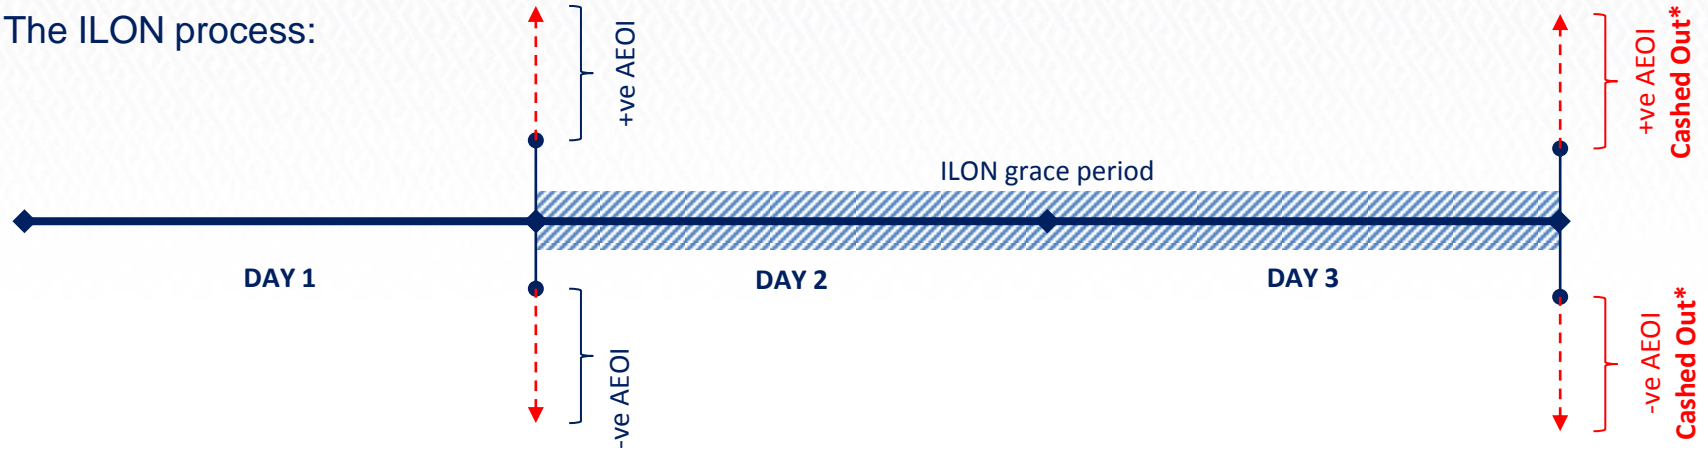 The ILON process:
+ve AEOI
+ve AEOI
Cashed Out*
ILON grace period
DAY 1
DAY 2
DAY 3
-ve AEOI
-ve AEOI
Cashed Out*